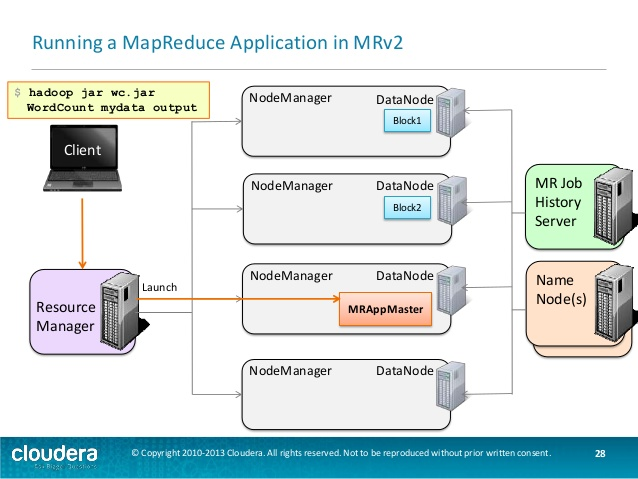 Running a MapReduce Application in MRv2
$ hadoop jar wc.jar
WordCount mydata output
Client
NodeManager
DataNode
Block1
NodeManager
DataNode
Block2
MR Job
History
Server
Resource
Manager
Launch
NodeManager
DataNode
MRAppMaster
Name
Node(s)
NodeManager
DataNode
cloudera
© Copyright 2010-2013 Cloudera. All rights reserved. Not to be reproduced without prior written consent.
28